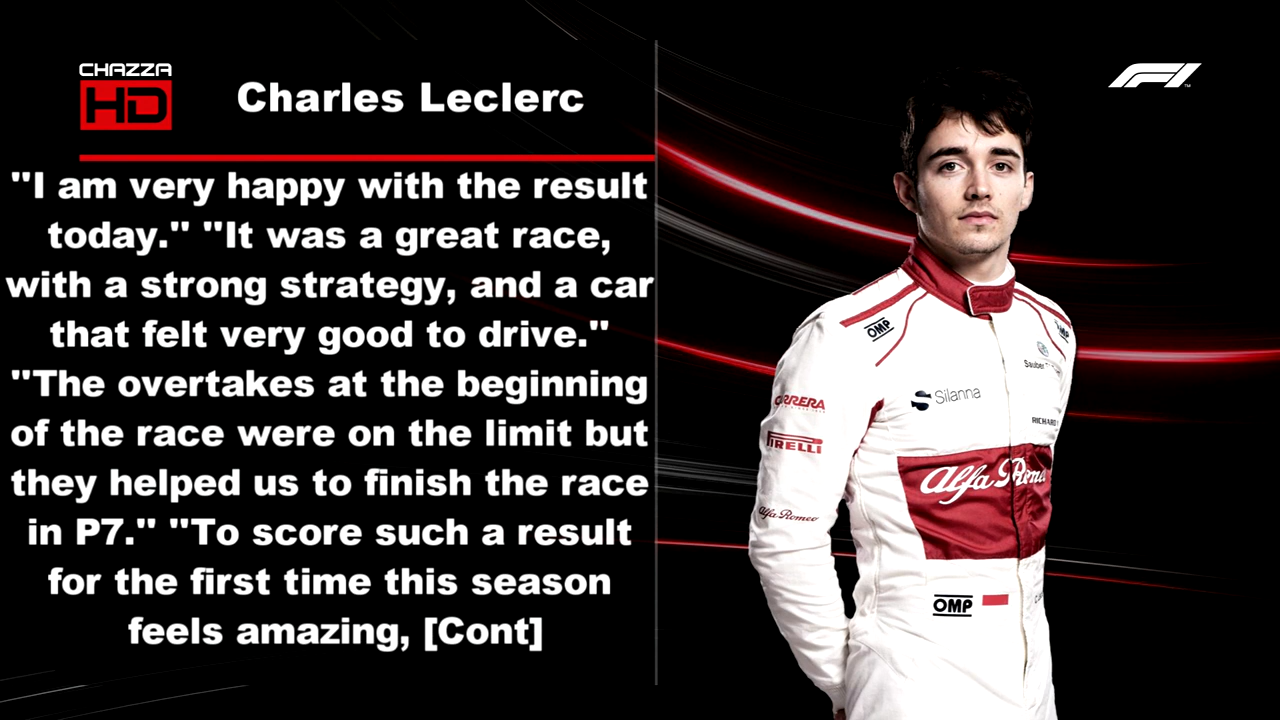 CHAZZA
HD
Charles Leclerc
F1
"I am very happy with the result
today." "It was a great race,
with a strong strategy, and a car
that felt very good to drive."
"The overtakes at the beginning
of the race were on the limit but
they helped us to finish the race
in P7." "To score such a result
for the first time this season
feels amazing, [Cont]
OMP
OMP
Sauber
Silanna
CARRERA
RICHARD
PIRELLI
Alfa Romeo
Alfa Romeo
OMP